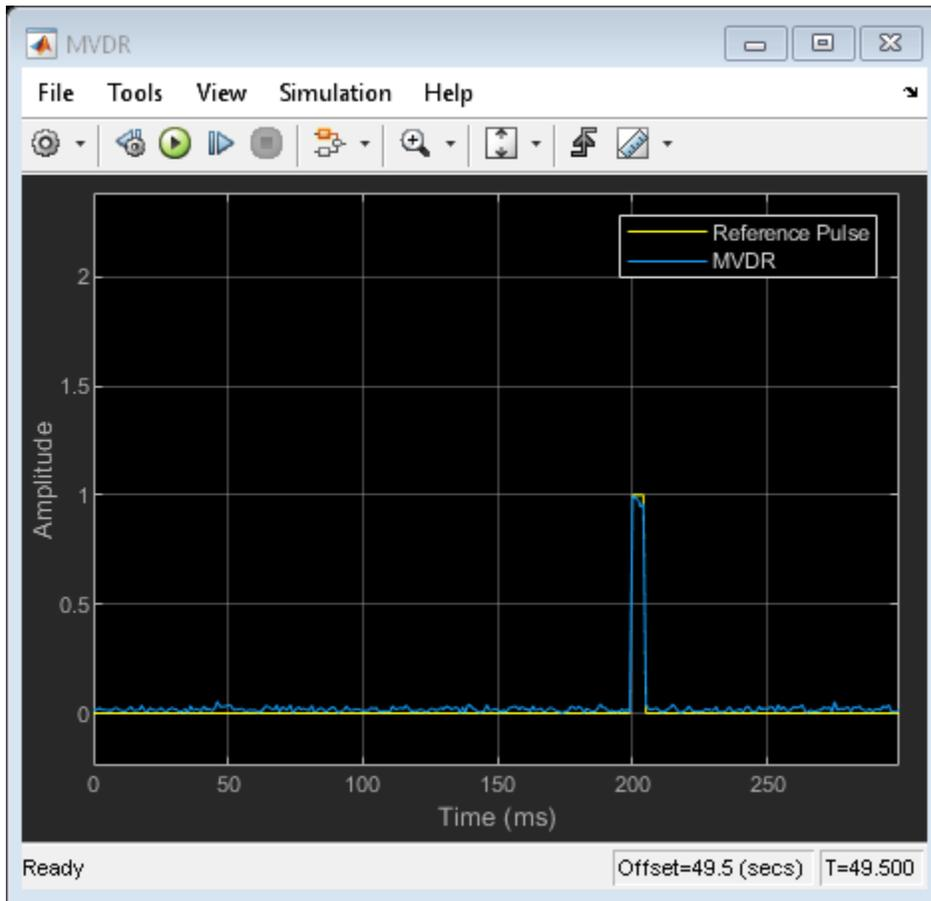 MVDR
File Tools View Simulation Help
Reference Pulse
MVDR
2
1.5
1
0.5
0
Amplitude
0 50 100 150 200 250
Time (ms)
Ready Offset=49.5 (secs) T=49.500